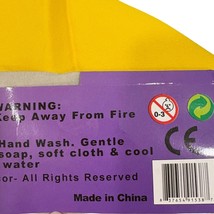 WARNING:
Keep Away From Fire
0-3
Hand Wash. Gentle
soap, soft cloth & cool
water
CE
- All Rights Reserved
Made in China